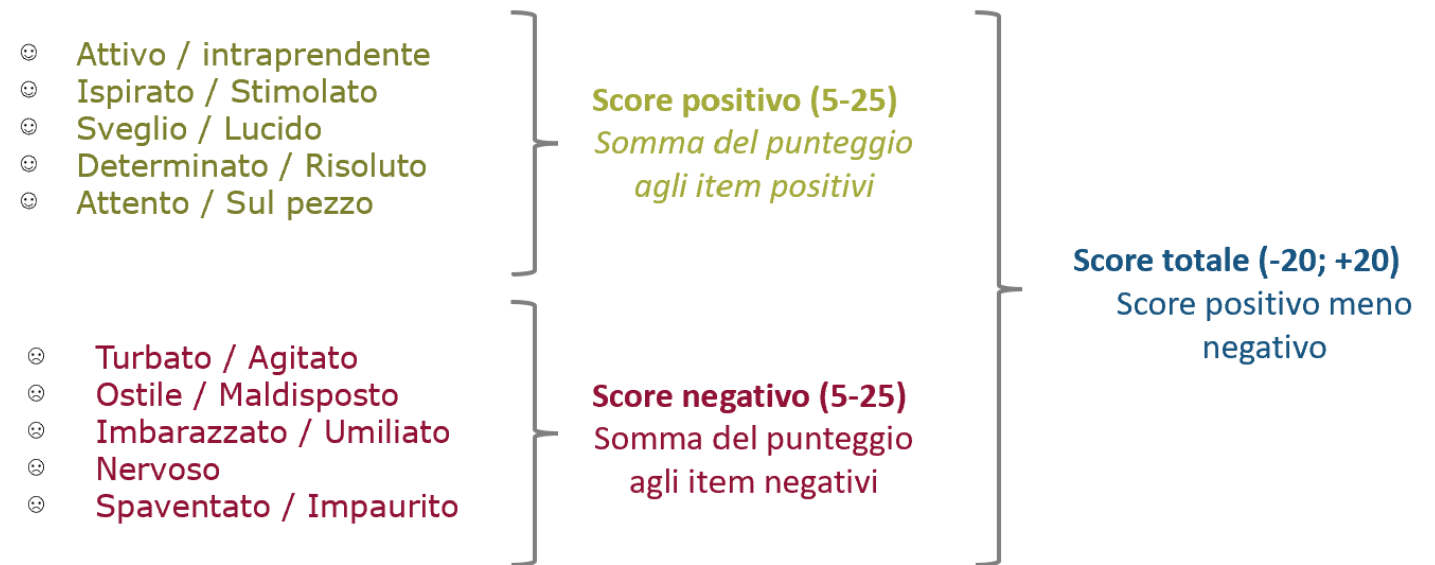 Attivo / intraprendente
Ispirato / Stimolato
Sveglio / Lucido
Determinato / Risoluto
Attento / Sul pezzo
Score positivo (5-25)
Somma del punteggio
agli item positivi
Turbato / Agitato
Ostile / Maldisposto
Imbarazzato / Umiliato
Nervoso
Spaventato / Impaurito
Score negativo (5-25)
Somma del punteggio
agli item negativi
Score totale (-20; +20)
Score positivo meno
negativo